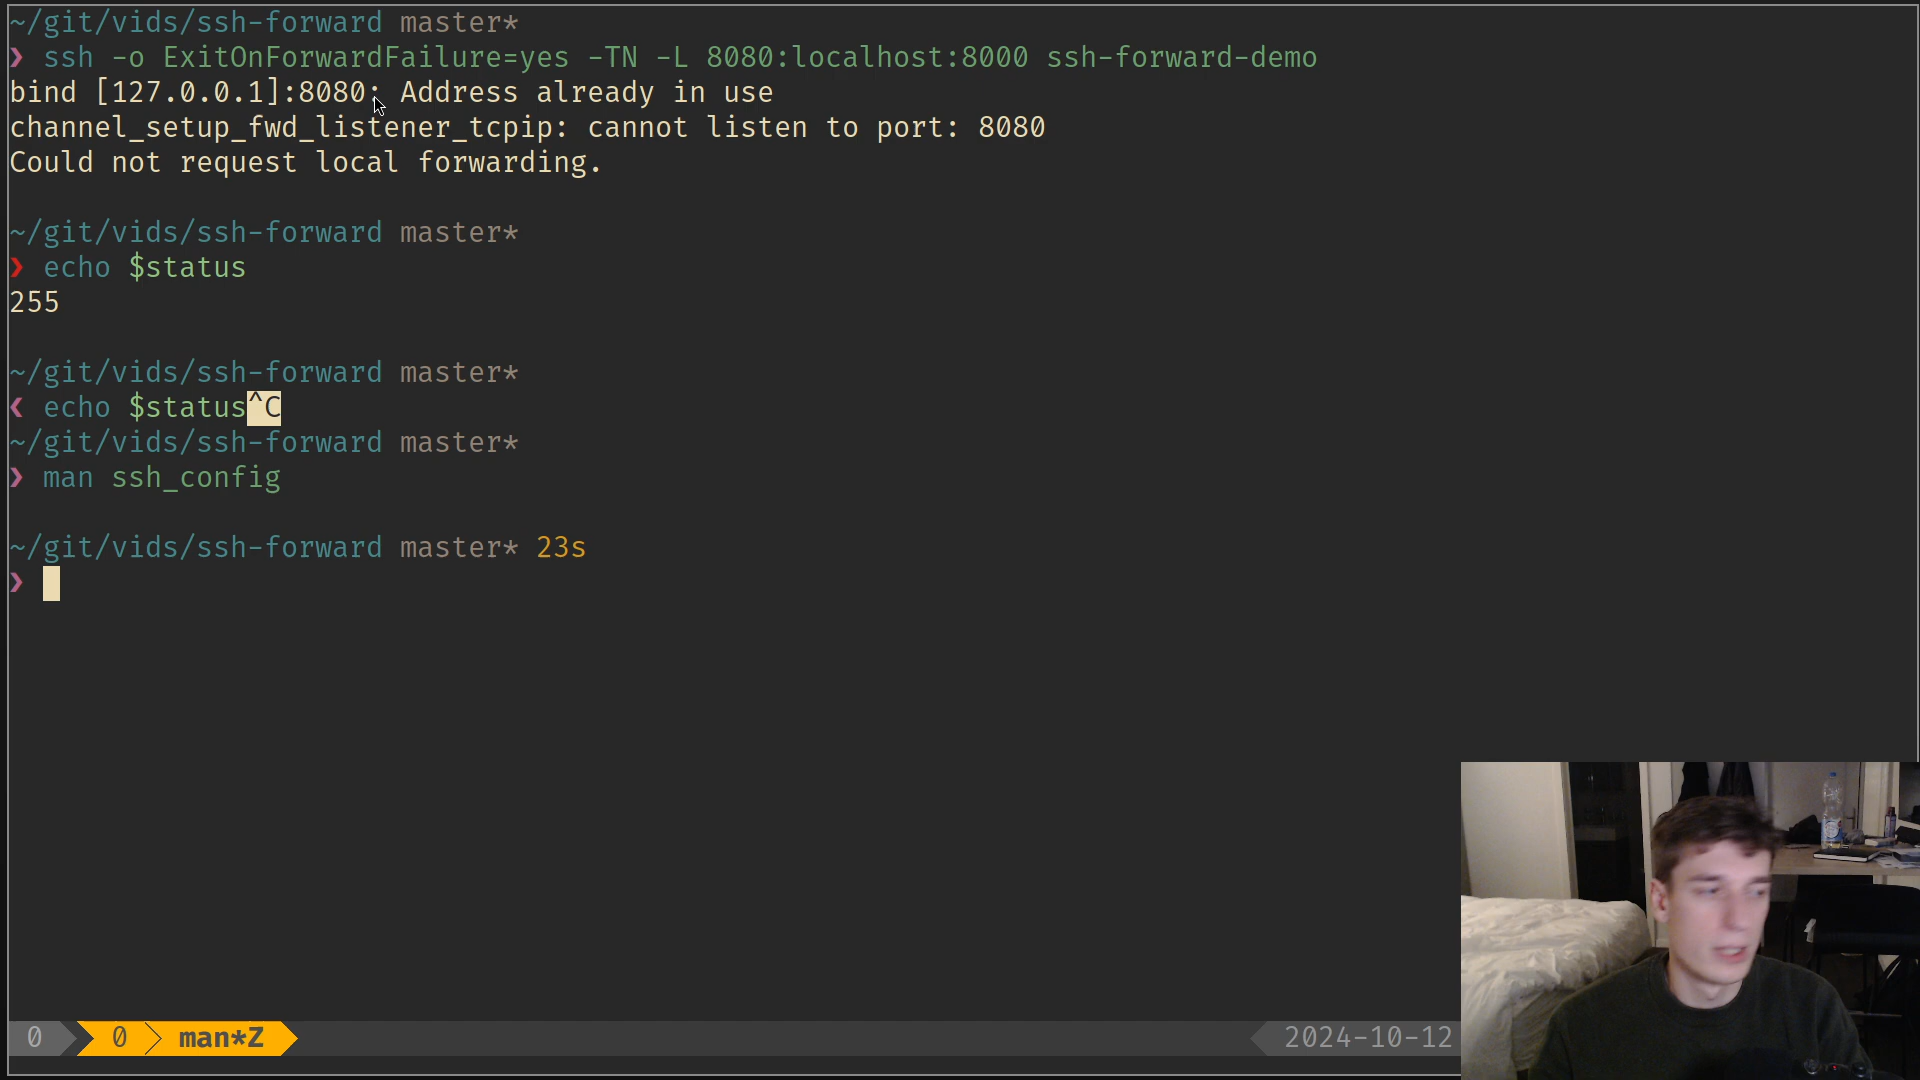 ~/git/vids/ssh-forward master*
❯ ssh -o ExitOnForwardFailure=yes -TN -L 8080:localhost:8000 ssh-forward-demo
bind [127.0.0.1]:8080: Address already in use
channel_setup_fwd_listener_tcpip: cannot listen to port: 8080
Could not request local forwarding.
~/git/vids/ssh-forward master*
❯ echo $status
255
~/git/vids/ssh-forward master*
❮ echo $status^C
~/git/vids/ssh-forward master*
❯ man ssh_config
~/git/vids/ssh-forward master* 23s
❯
0 0 man*Z 2024-10-12